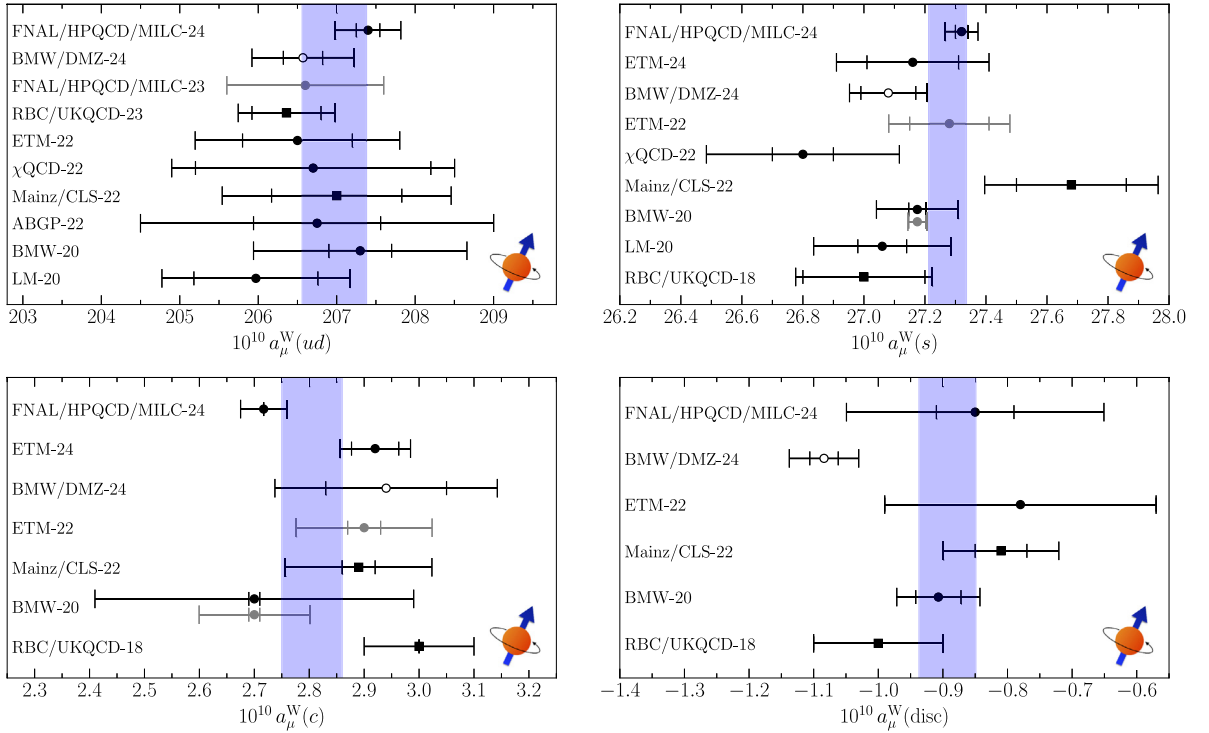 FNAL/HPQCD/MILC-24
BMW/DMZ-24
FNAL/HPQCD/MILC-23
RBC/UKQCD-23
ETM-22
χQCD-22
Mainz/CLS-22
ABGP-22
BMW-20
LM-20
203 204 205 206 207 208 209
10^10 a_μ^W(ud)
FNAL/HPQCD/MILC-24
ETM-24
BMW/DMZ-24
ETM-22
χQCD-22
Mainz/CLS-22
BMW-20
LM-20
RBC/UKQCD-18
26.2 26.4 26.6 26.8 27.0 27.2 27.4 27.6 27.8 28.0
10^10 a_μ^W(s)
FNAL/HPQCD/MILC-24
ETM-24
BMW/DMZ-24
ETM-22
Mainz/CLS-22
BMW-20
RBC/UKQCD-18
2.3 2.4 2.5 2.6 2.7 2.8 2.9 3.0 3.1 3.2
10^10 a_μ^W(c)
FNAL/HPQCD/MILC-24
BMW/DMZ-24
ETM-22
Mainz/CLS-22
BMW-20
RBC/UKQCD-18
−1.4 −1.3 −1.2 −1.1 −1.0 −0.9 −0.8 −0.7 −0.6
10^10 a_μ^W(disc)